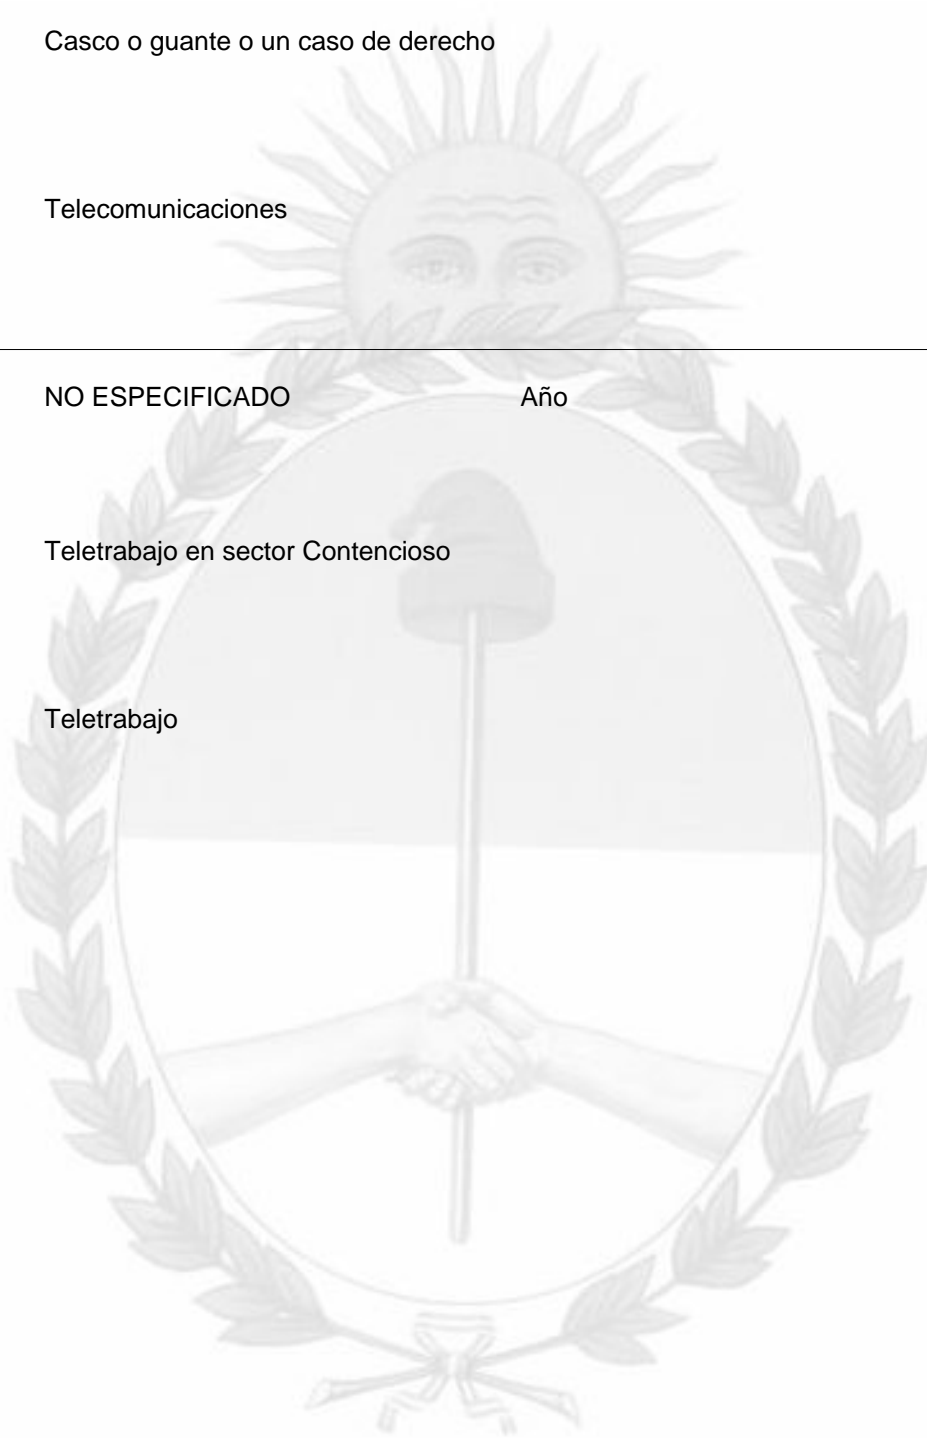 Casco o guante o un caso de derecho
Telecomunicaciones
NO ESPECIFICADO Año
Teletrabajo en sector Contencioso
Teletrabajo